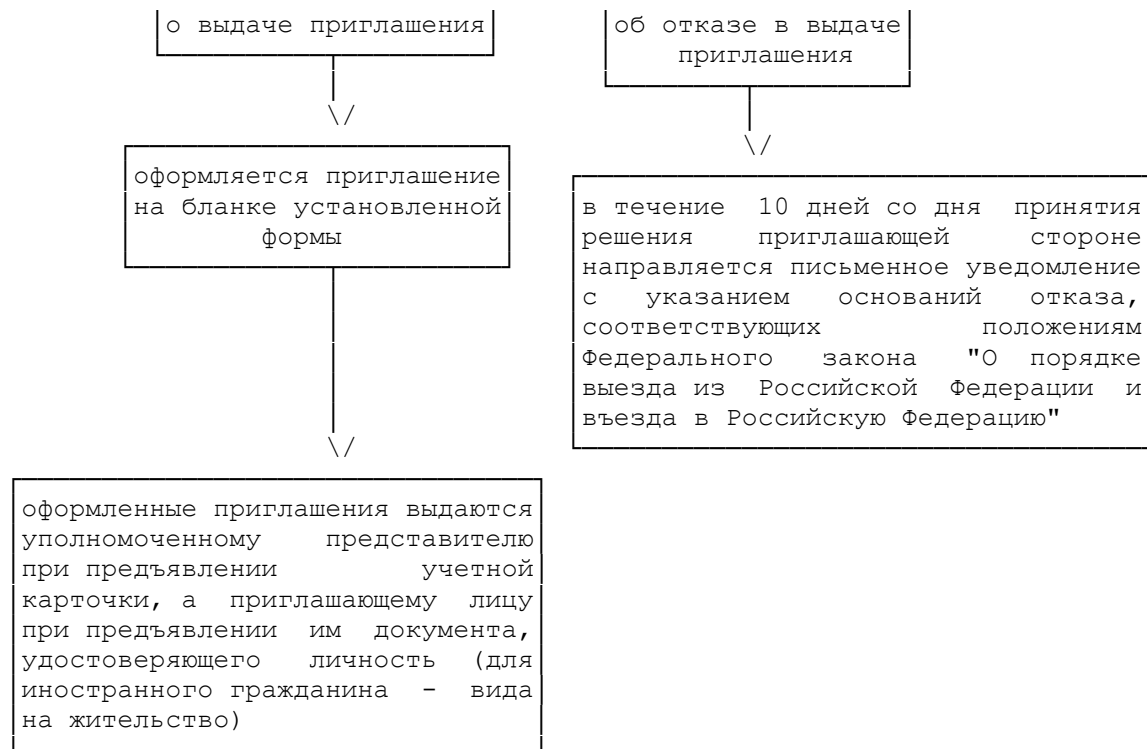 о выдаче приглашения
об отказе в выдаче
приглашения
оформляется приглашение
на бланке установленной
формы
в течение 10 дней со дня принятия
решения приглашающей стороне
направляется письменное уведомление
с указанием оснований отказа,
соответствующих положениям
Федерального закона "О порядке
выезда из Российской Федерации и
въезда в Российскую Федерацию"
оформленные приглашения выдаются
уполномоченному представителю
при предъявлении учетной
карточки, а приглашающему лицу
при предъявлении им документа,
удостоверяющего личность (для
иностранного гражданина - вида
на жительство)